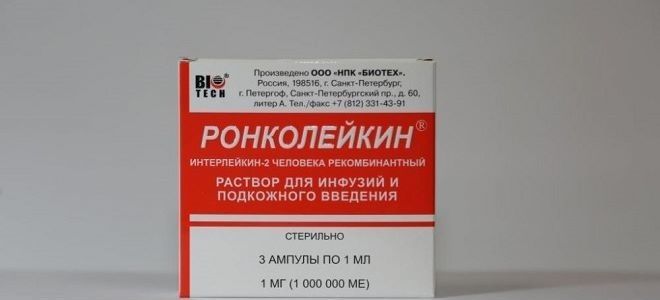 BIO
TECH
Произведено ООО «НПК «БИОТЕХ».
Россия, 198516, г. Санкт-Петербург,
г. Петергоф, Санкт-Петербургский пр., д. 60,
литер А. Тел./факс +7 (812) 331-43-91
РОНКОЛЕЙКИН®
ИНТЕРЛЕЙКИН-2 ЧЕЛОВЕКА РЕКОМБИНАНТНЫЙ
РАСТВОР ДЛЯ ИНФУЗИЙ И
ПОДКОЖНОГО ВВЕДЕНИЯ
СТЕРИЛЬНО
3 АМПУЛЫ ПО 1 МЛ
1 МГ (1 000 000 МЕ)